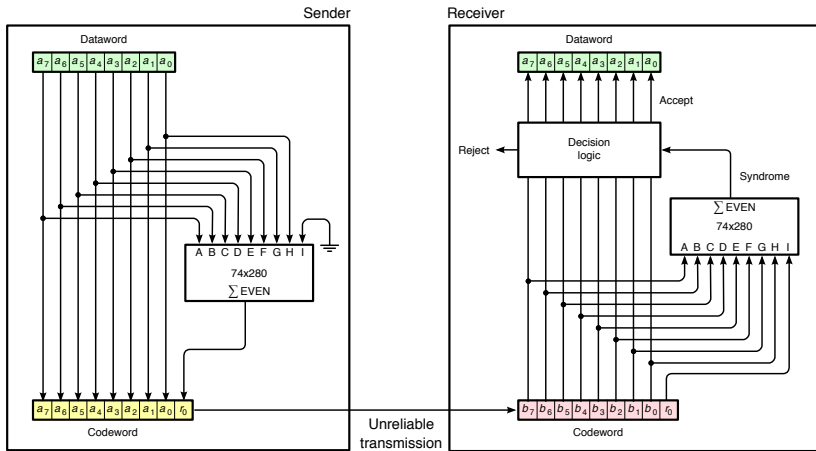 Sender
Dataword
a7 a6 a5 a4 a3 a2 a1 a0
A B C D E F G H I
74x280
∑ EVEN
a7 a6 a5 a4 a3 a2 a1 a0 r0
Codeword
Unreliable
transmission
Receiver
Dataword
a7 a6 a5 a4 a3 a2 a1 a0
Accept
Reject
Decision
logic
Syndrome
∑ EVEN
74x280
A B C D E F G H I
b7 b6 b5 b4 b3 b2 b1 b0 r0
Codeword